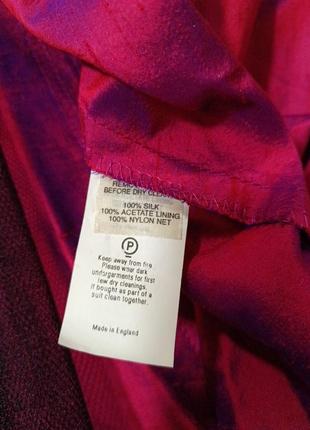 BEFORE DRY CLEAN
100% SILK
100% ACETATE LINING
100% NYLON NET
P
Keep away from fire
Please wear dark
undergarments for first
few dry cleanings.
If bought as part of a
suit clean together.
Made in England